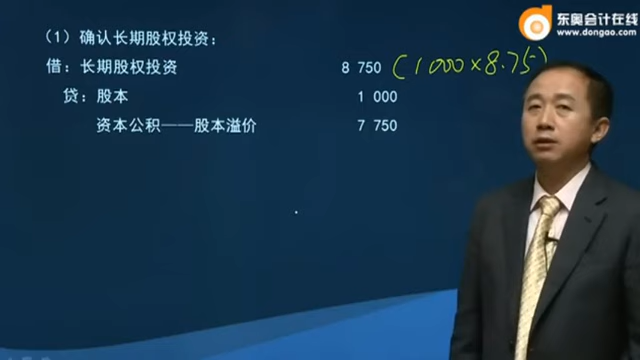 东奥会计在线
www.dongao.com
（1）确认长期股权投资：
借：长期股权投资 8 750 (1000×8.75)
贷：股本 1 000
资本公积——股本溢价 7 750